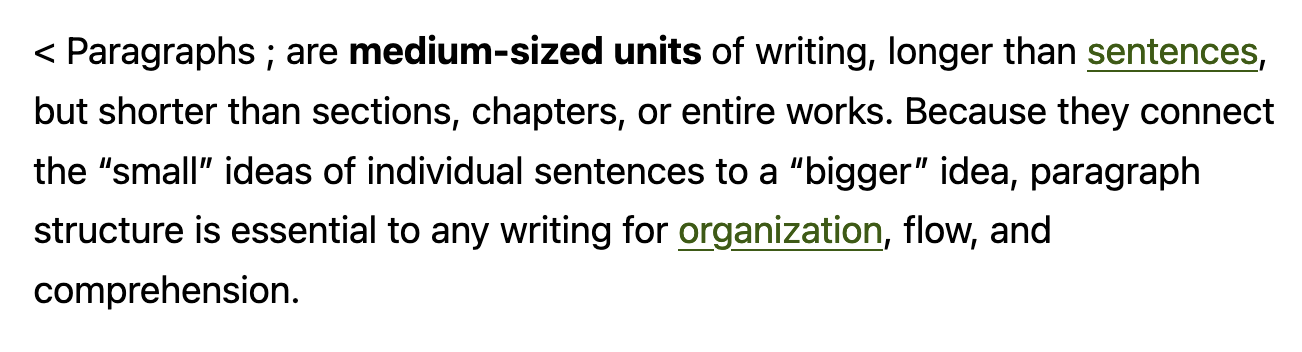 < Paragraphs ; are medium-sized units of writing, longer than sentences,
but shorter than sections, chapters, or entire works. Because they connect
the “small” ideas of individual sentences to a “bigger” idea, paragraph
structure is essential to any writing for organization, flow, and
comprehension.